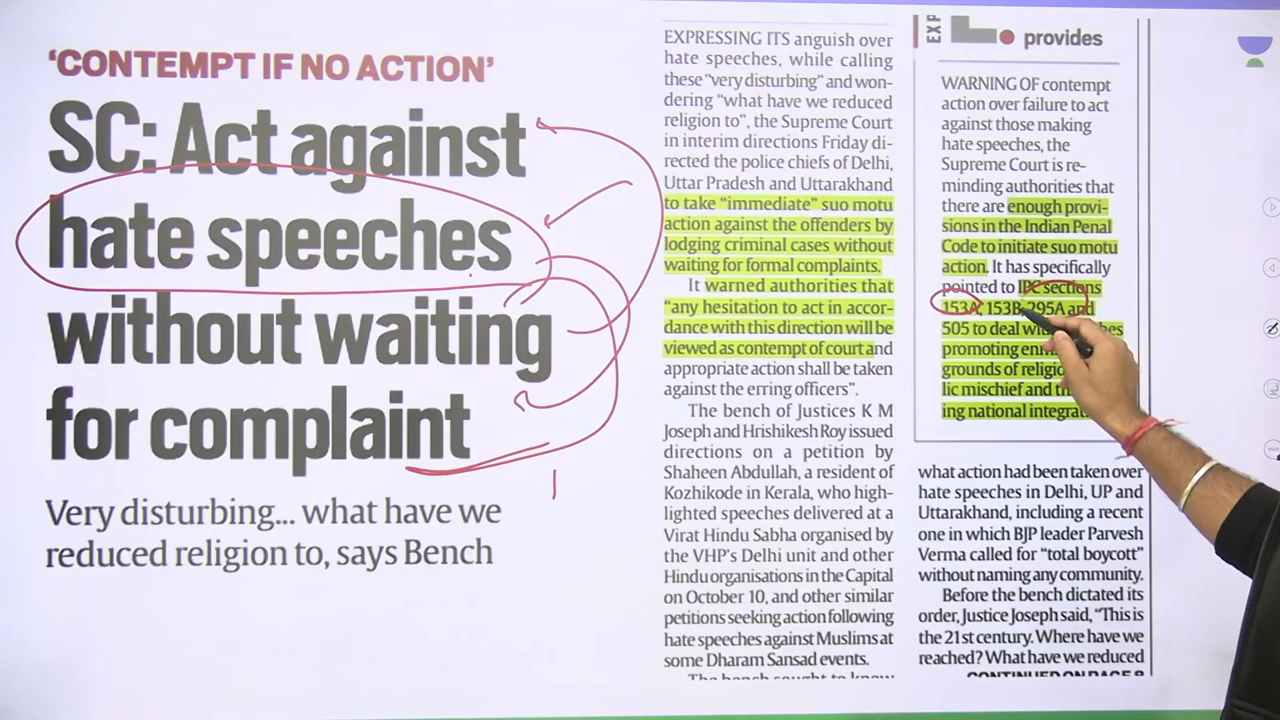 ‘CONTEMPT IF NO ACTION’
SC: Act against
hate speeches
without waiting
for complaint
Very disturbing... what have we
reduced religion to, says Bench
EXPRESSING ITS anguish over
hate speeches, while calling
these “very disturbing” and won-
dering “what have we reduced
religion to”, the Supreme Court
in interim directions Friday di-
rected the police chiefs of Delhi,
Uttar Pradesh and Uttarakhand
to take “immediate” suo motu
action against the offenders by
lodging criminal cases without
waiting for formal complaints.
It warned authorities that
“any hesitation to act in accor-
dance with this direction will be
viewed as contempt of court and
appropriate action shall be taken
against the erring officers”.
The bench of Justices K M
Joseph and Hrishikesh Roy issued
directions on a petition by
Shaheen Abdullah, a resident of
Kozhikode in Kerala, who high-
lighted speeches delivered at a
Virat Hindu Sabha organised by
the VHP’s Delhi unit and other
Hindu organisations in the Capital
on October 10, and other similar
petitions seeking action following
hate speeches against Muslims at
some Dharam Sansad events.
The bench sought to know
EXP
provides
WARNING OF contempt
action over failure to act
against those making
hate speeches, the
Supreme Court is re-
minding authorities that
there are enough provi-
sions in the Indian Penal
Code to initiate suo motu
action. It has specifically
pointed to IPC sections
153A, 153B, 295A and
505 to deal
promoting
grounds of
lic mischief and
ing national
what action had been taken over
hate speeches in Delhi, UP and
Uttarakhand, including a recent
one in which BJP leader Parvesh
Verma called for “total boycott”
without naming any community.
Before the bench dictated its
order, Justice Joseph said, “This is
the 21st century. Where have we
reached? What have we reduced
CONTINUED ON PAGE 8